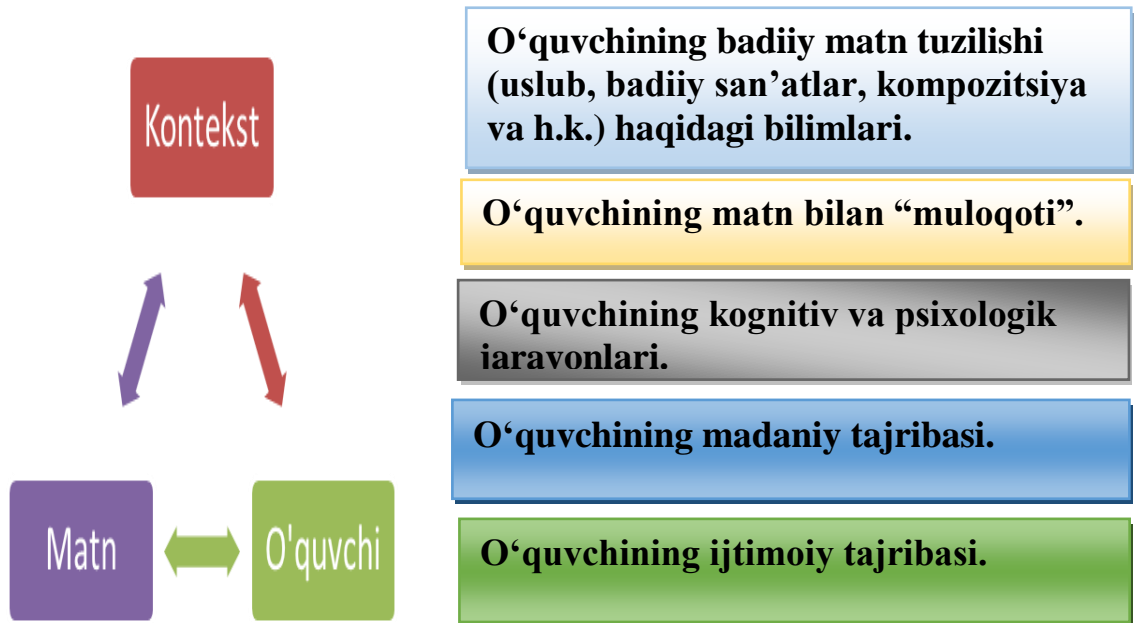 Kontekst
Matn
O'quvchi
O‘quvchining badiiy matn tuzilishi
(uslub, badiiy san’atlar, kompozitsiya
va h.k.) haqidagi bilimlari.
O‘quvchining matn bilan “muloqoti”.
O‘quvchining kognitiv va psixologik
jaravonlari.
O‘quvchining madaniy tajribasi.
O‘quvchining ijtimoiy tajribasi.